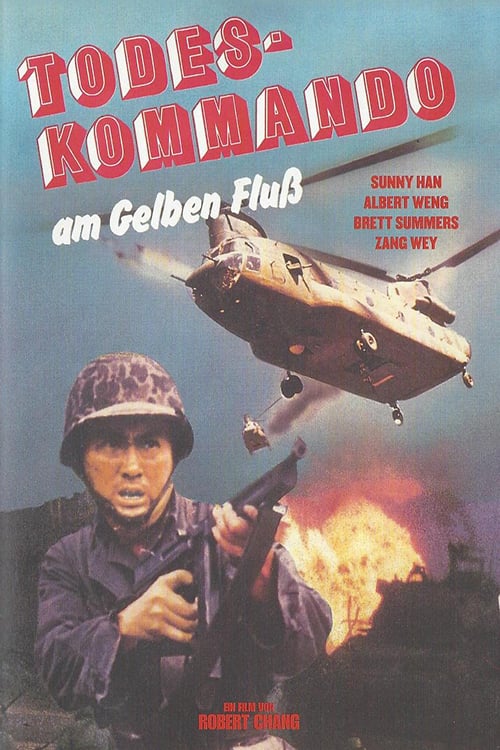 TODES-
KOMMANDO
am Gelben Fluß
SUNNY HAN
ALBERT WENG
BRETT SUMMERS
ZANG WEY
EIN FILM VON
ROBERT CHANG